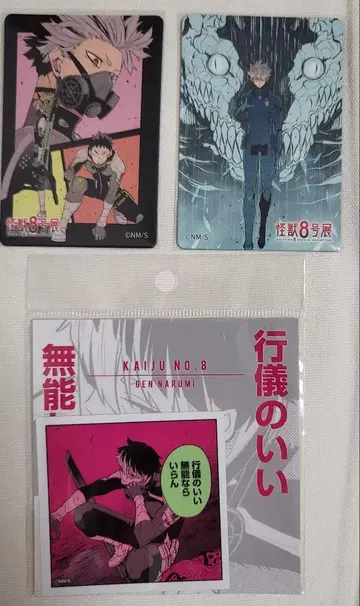 ©NM/S
怪獣8号展
©NM/S
怪獣8号展
KAIJU NO.8
GEN NARUMI
行儀のいい
無能
行儀のいい
無能なら
いらん
©NM/S